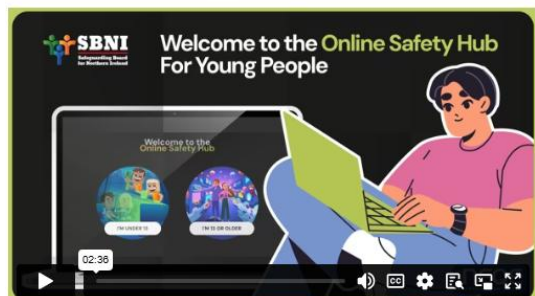 SBNI
Safeguarding Board
for Northern Ireland
Welcome to the Online Safety Hub
For Young People
Welcome to the
Online Safety Hub
I'M UNDER 13
I'M 13 OR OLDER
02:36
CC